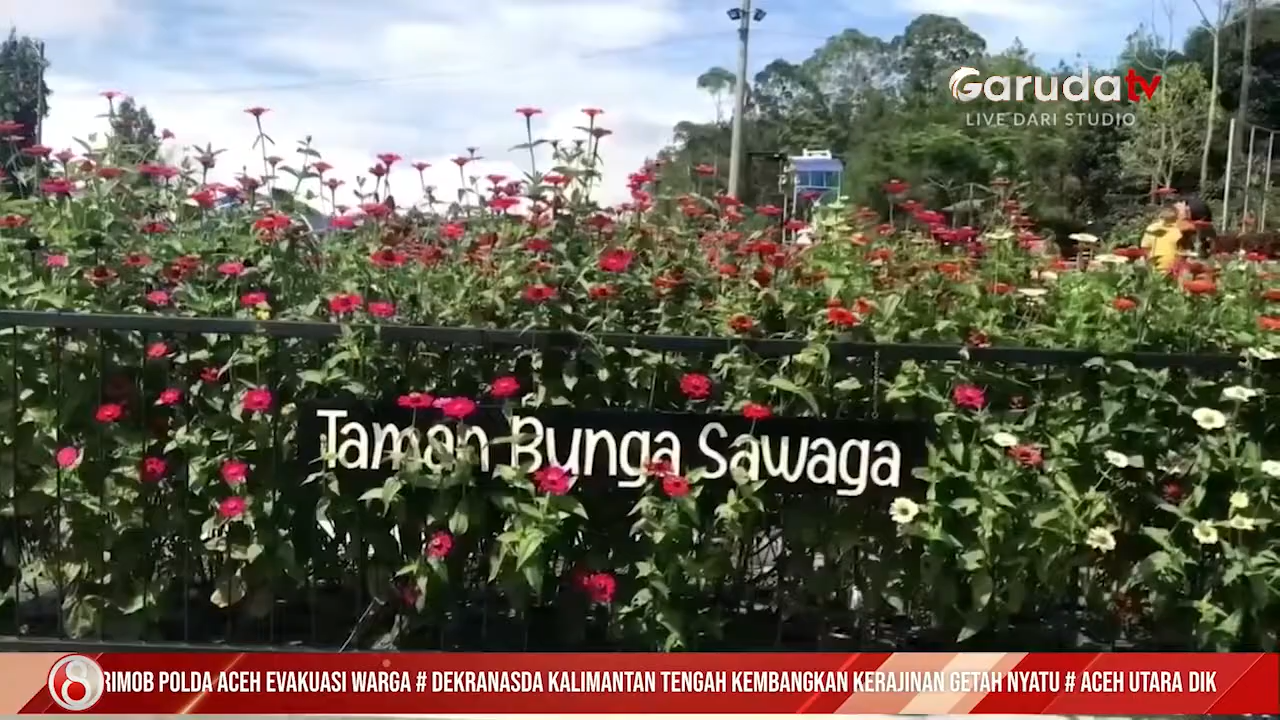 Garudatv
LIVE DARI STUDIO
Taman Bunga Sawaga
8
RIMOB POLDA ACEH EVAKUASI WARGA # DEKRANASDA KALIMANTAN TENGAH KEMBANGKAN KERAJINAN GETAH NYATU # ACEH UTARA DIK